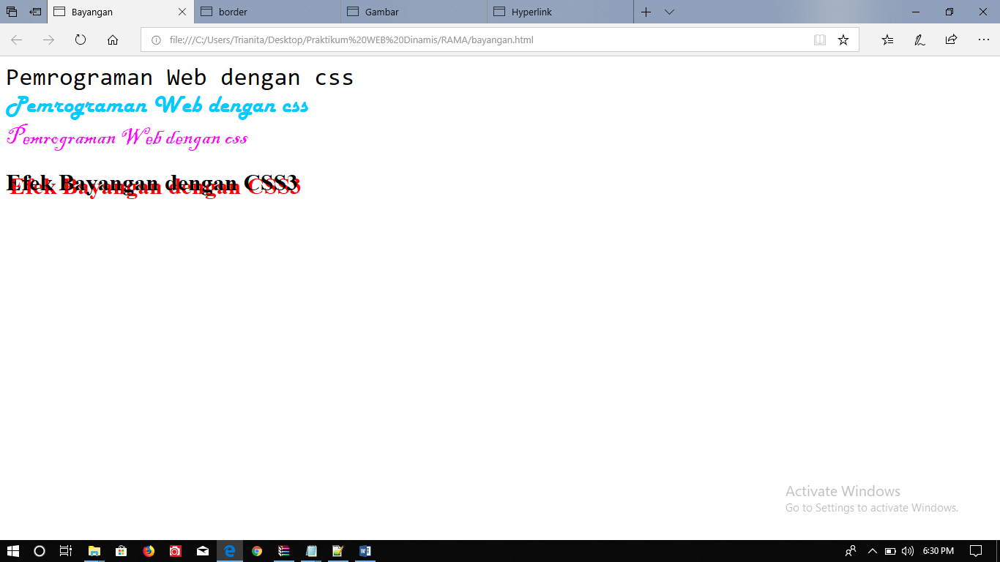 Bayangan border Gambar Hyperlink
file:///C:/Users/Trianita/Desktop/Praktikum%20WEB%20Dinamis/RAMA/bayangan.html
Pemrograman Web dengan css
Pemrograman Web dengan css
Pemrograman Web dengan css
Efek Bayangan dengan CSS3
Activate Windows
Go to Settings to activate Windows.
6:30 PM